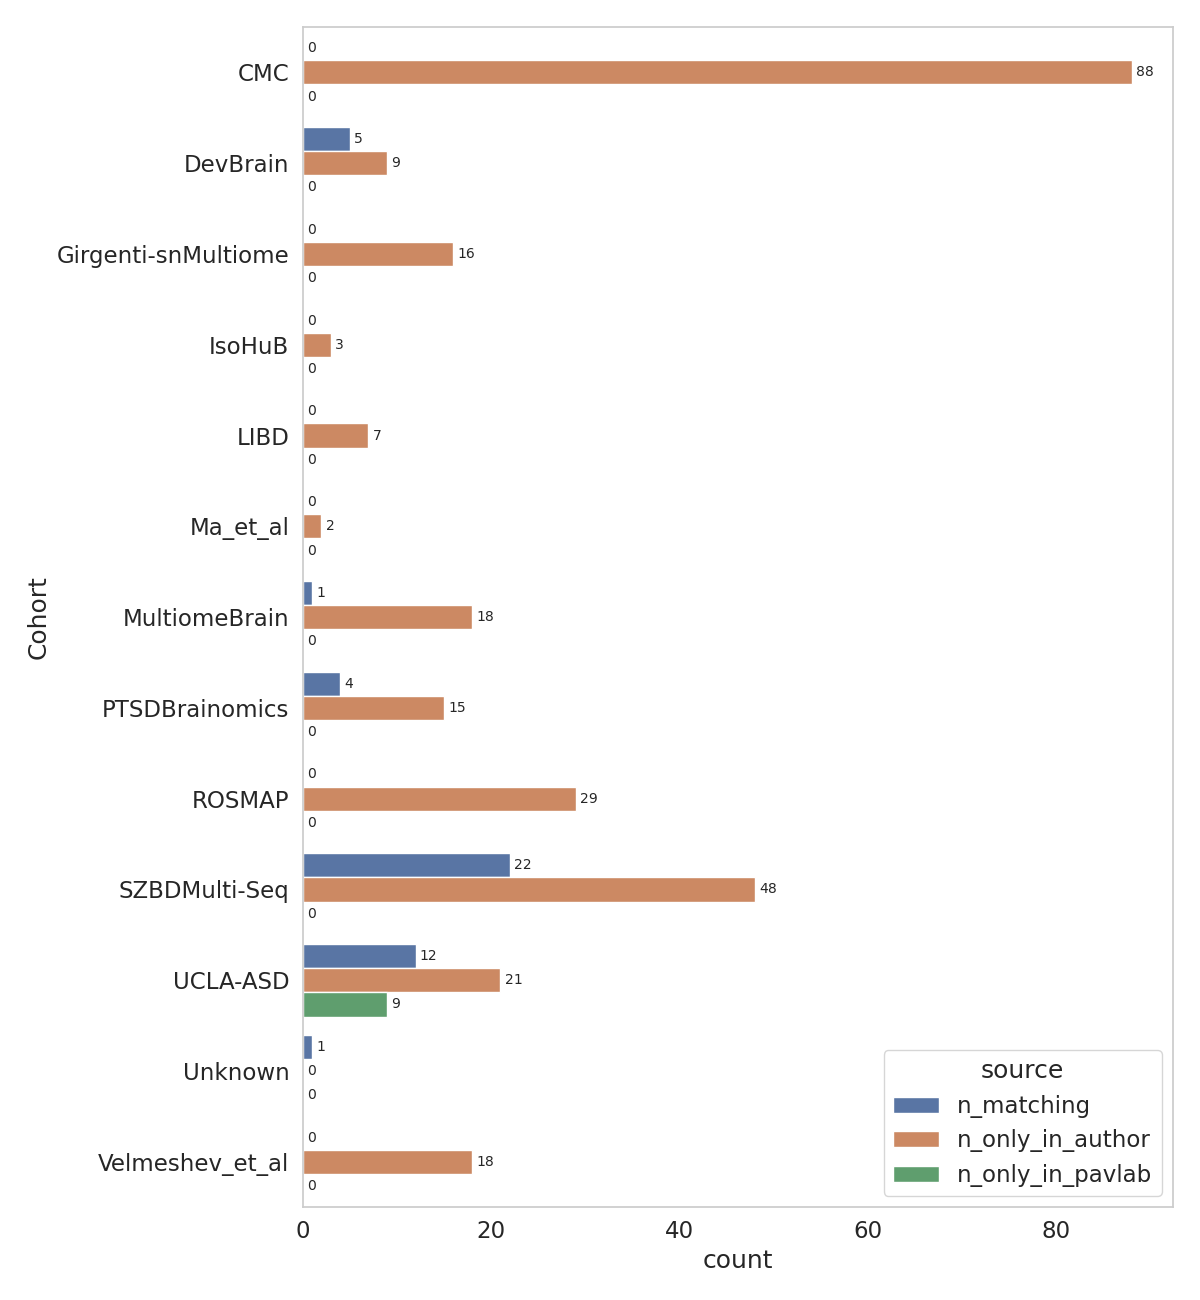 0
CMC
88
0
5
DevBrain
9
0
0
Girgenti-snMultiome
16
0
0
IsoHuB
3
0
0
LIBD
7
0
0
Ma_et_al
2
0
1
MultiomeBrain
18
0
4
PTSDBrainomics
15
0
0
ROSMAP
29
0
22
SZBDMulti-Seq
48
0
12
UCLA-ASD
21
9
1
Unknown
0
0
0
Velmeshev_et_al
18
0
Cohort
source
n_matching
n_only_in_author
n_only_in_pavlab
0 20 40 60 80
count